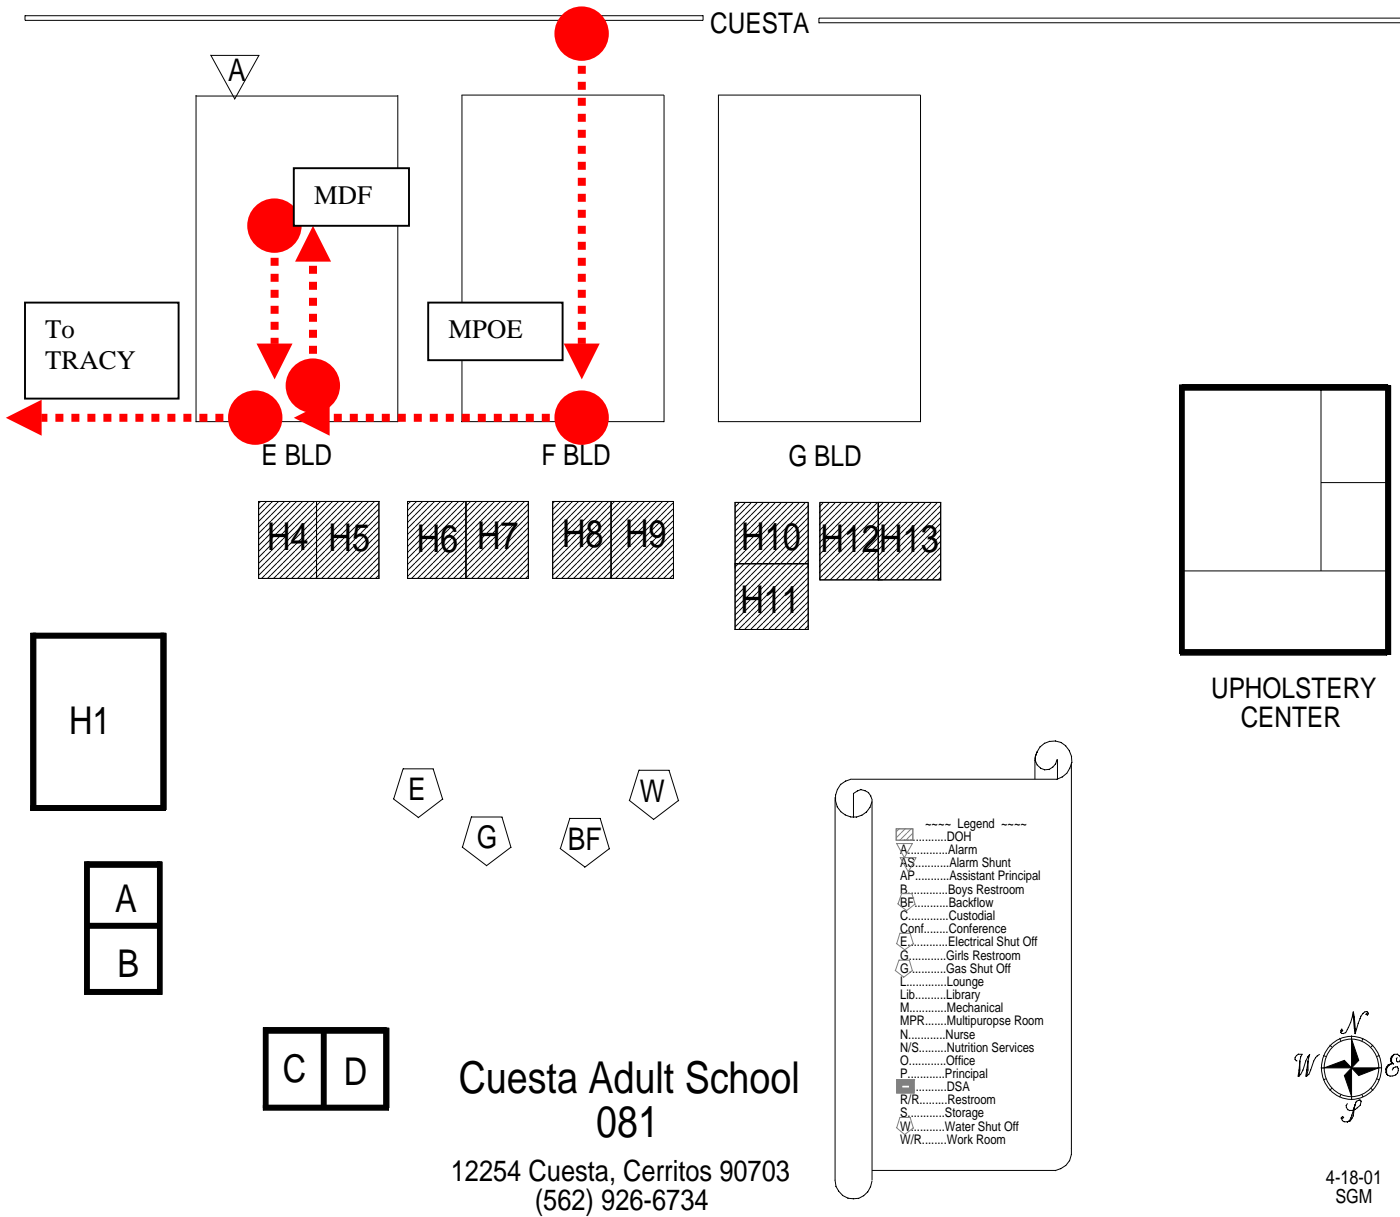 CUESTA
A
MDF
To
TRACY
MPOE
E BLD
F BLD
G BLD
H4 H5 H6 H7 H8 H9 H10 H12 H13
H11
H1
UPHOLSTERY
CENTER
E
G
BF
W
A
B
C D
~~~~ Legend ~~~~
..........DOH
A.............Alarm
AS...........Alarm Shunt
AP...........Assistant Principal
B.............Boys Restroom
BF...........Backflow
C.............Custodial
Conf.......Conference
E.............Electrical Shut Off
G.............Girls Restroom
G.............Gas Shut Off
L.............Lounge
Lib..........Library
M............Mechanical
MPR.......Multipuropse Room
N.............Nurse
N/S.........Nutrition Services
O.............Office
P.............Principal
..........DSA
R/R.........Restroom
S.............Storage
W............Water Shut Off
W/R........Work Room
N
W E
S
Cuesta Adult School
081
12254 Cuesta, Cerritos 90703
(562) 926-6734
4-18-01
SGM